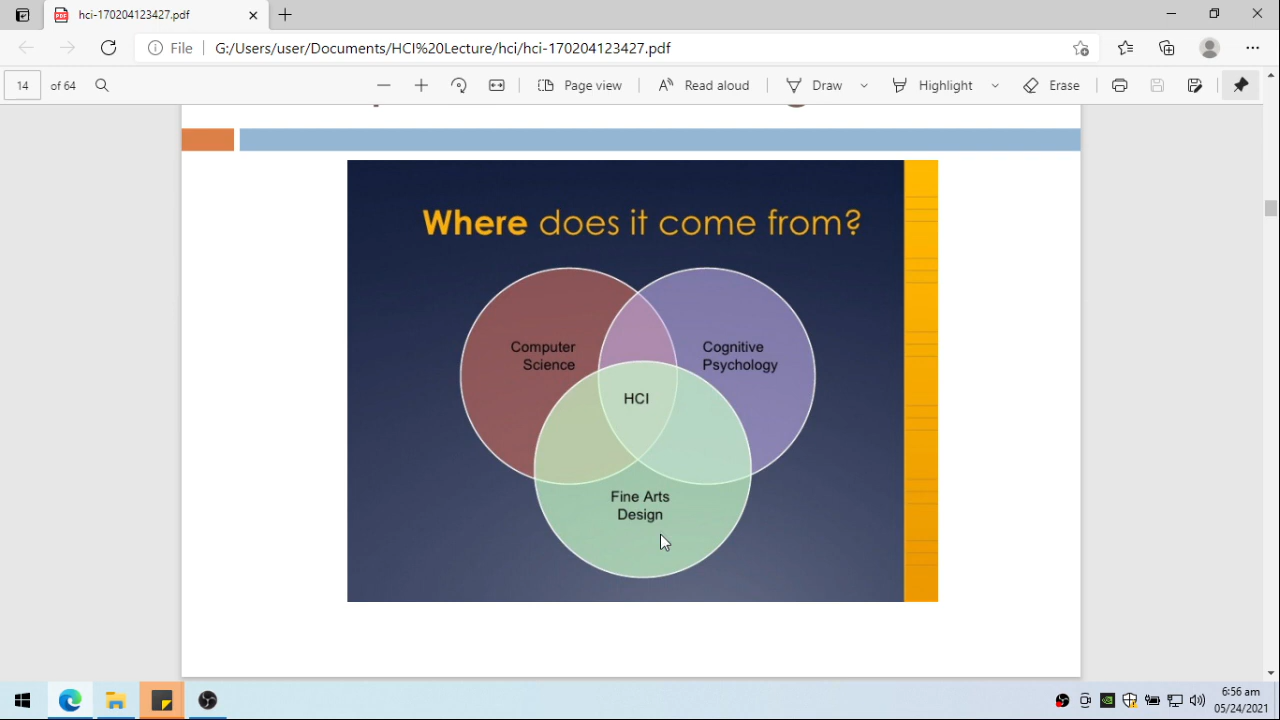 hci-170204123427.pdf
File G:/Users/user/Documents/HCI%20Lecture/hci/hci-170204123427.pdf
14 of 64 Page view Read aloud Draw Highlight Erase
Where does it come from?
Computer
Science
Cognitive
Psychology
HCI
Fine Arts
Design
6:56 am
05/24/2021